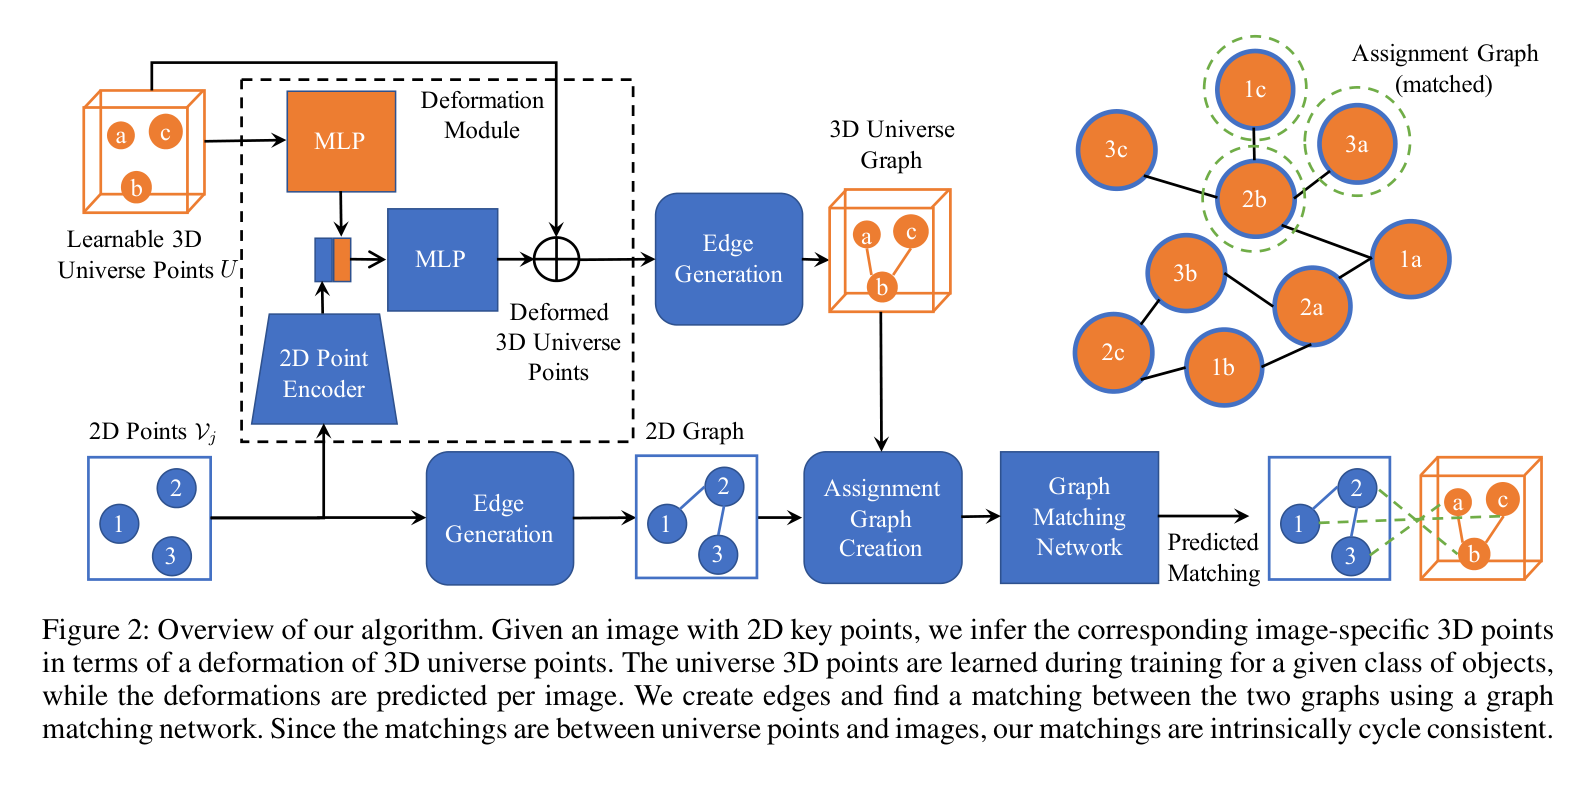 a
c
b
Learnable 3D
Universe Points U
MLP
Deformation
Module
MLP
2D Point
Encoder
Deformed
3D Universe
Points
Edge
Generation
3D Universe
Graph
a
c
b
Assignment Graph
(matched)
1c
3c
3a
2b
1a
3b
2a
2c
1b
2D Points 𝒱j
1
2
3
Edge
Generation
2D Graph
1
2
3
Assignment
Graph
Creation
Graph
Matching
Network
Predicted
Matching
1
2
3
a
c
b
Figure 2: Overview of our algorithm. Given an image with 2D key points, we infer the corresponding image-specific 3D points
in terms of a deformation of 3D universe points. The universe 3D points are learned during training for a given class of objects,
while the deformations are predicted per image. We create edges and find a matching between the two graphs using a graph
matching network. Since the matchings are between universe points and images, our matchings are intrinsically cycle consistent.